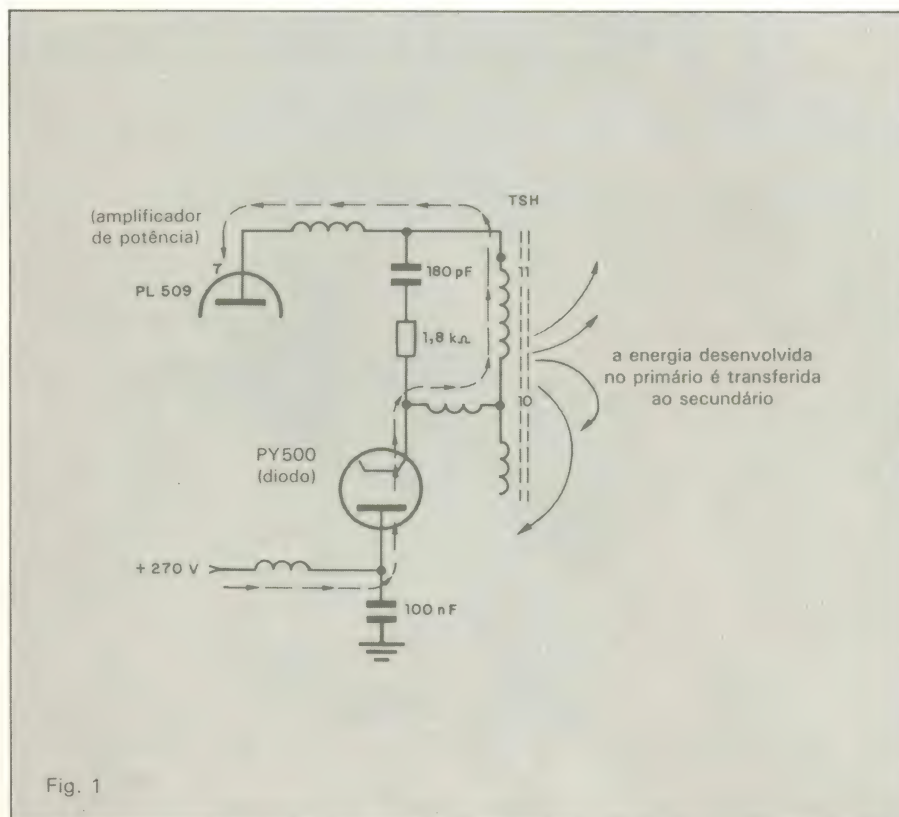 TSH
(amplificador
de potência)
7
PL 509
180 pF
11
1,8 kΩ
a energia desenvolvida
no primário é transferida
ao secundário
10
PY500
(diodo)
+ 270 V
100 nF
Fig. 1